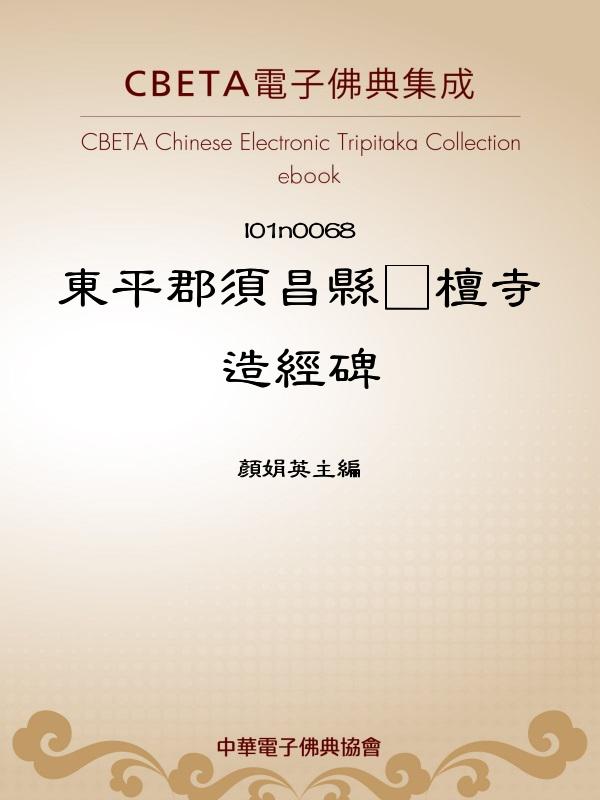 CBETA電子佛典集成
CBETA Chinese Electronic Tripitaka Collection
ebook
I01n0068
東平郡須昌縣□檀寺
造經碑
顏娟英主編
中華電子佛典協會